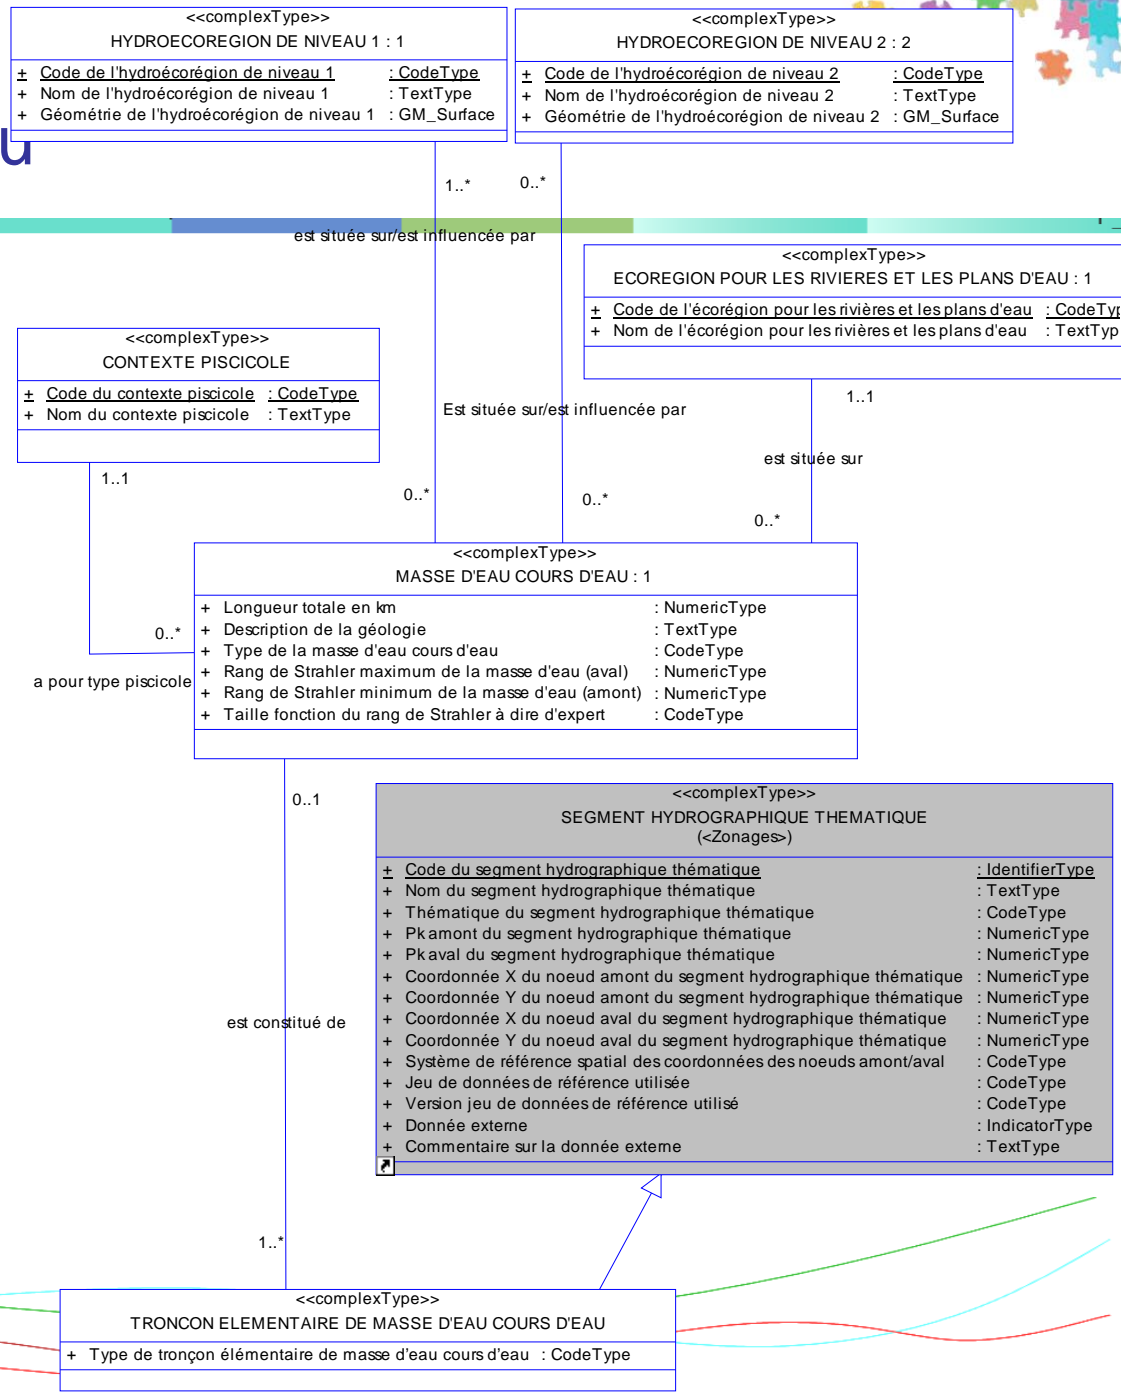 <<complexType>>
HYDROECOREGION DE NIVEAU 1 : 1
+ Code de l'hydroécorégion de niveau 1 : CodeType
+ Nom de l'hydroécorégion de niveau 1 : TextType
+ Géométrie de l'hydroécorégion de niveau 1 : GM_Surface
<<complexType>>
HYDROECOREGION DE NIVEAU 2 : 2
+ Code de l'hydroécorégion de niveau 2 : CodeType
+ Nom de l'hydroécorégion de niveau 2 : TextType
+ Géométrie de l'hydroécorégion de niveau 2 : GM_Surface
u
1..*
0..*
est située sur/est influencée par
<<complexType>>
ECOREGION POUR LES RIVIERES ET LES PLANS D'EAU : 1
+ Code de l'écorégion pour les rivières et les plans d'eau : CodeTyp
+ Nom de l'écorégion pour les rivières et les plans d'eau : TextTyp
<<complexType>>
CONTEXTE PISCICOLE
+ Code du contexte piscicole : CodeType
+ Nom du contexte piscicole : TextType
1..1
Est située sur/est influencée par
1..1
est située sur
0..*
0..*
0..*
<<complexType>>
MASSE D'EAU COURS D'EAU : 1
+ Longueur totale en km : NumericType
+ Description de la géologie : TextType
+ Type de la masse d'eau cours d'eau : CodeType
+ Rang de Strahler maximum de la masse d'eau (aval) : NumericType
+ Rang de Strahler minimum de la masse d'eau (amont) : NumericType
+ Taille fonction du rang de Strahler à dire d'expert : CodeType
0..*
a pour type piscicole
0..1
<<complexType>>
SEGMENT HYDROGRAPHIQUE THEMATIQUE
(<Zonages>)
+ Code du segment hydrographique thématique : IdentifierType
+ Nom du segment hydrographique thématique : TextType
+ Thématique du segment hydrographique thématique : CodeType
+ Pk amont du segment hydrographique thématique : NumericType
+ Pk aval du segment hydrographique thématique : NumericType
+ Coordonnée X du noeud amont du segment hydrographique thématique : NumericType
+ Coordonnée Y du noeud amont du segment hydrographique thématique : NumericType
+ Coordonnée X du noeud aval du segment hydrographique thématique : NumericType
+ Coordonnée Y du noeud aval du segment hydrographique thématique : NumericType
+ Système de référence spatial des coordonnées des noeuds amont/aval : CodeType
+ Jeu de données de référence utilisée : CodeType
+ Version jeu de données de référence utilisé : CodeType
+ Donnée externe : IndicatorType
+ Commentaire sur la donnée externe : TextType
est constitué de
1..*
<<complexType>>
TRONCON ELEMENTAIRE DE MASSE D'EAU COURS D'EAU
+ Type de tronçon élémentaire de masse d'eau cours d'eau : CodeType